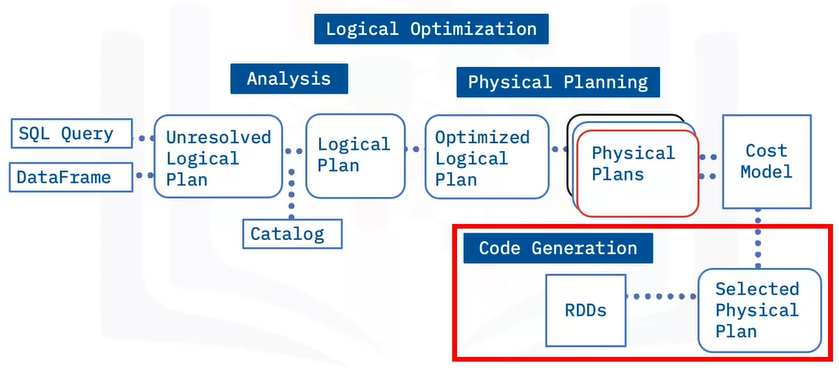 Logical Optimization
Analysis
Physical Planning
SQL Query
DataFrame
Unresolved
Logical
Plan
Catalog
Logical
Plan
Optimized
Logical
Plan
Physical
Plans
Cost
Model
Code Generation
RDDs
Selected
Physical
Plan